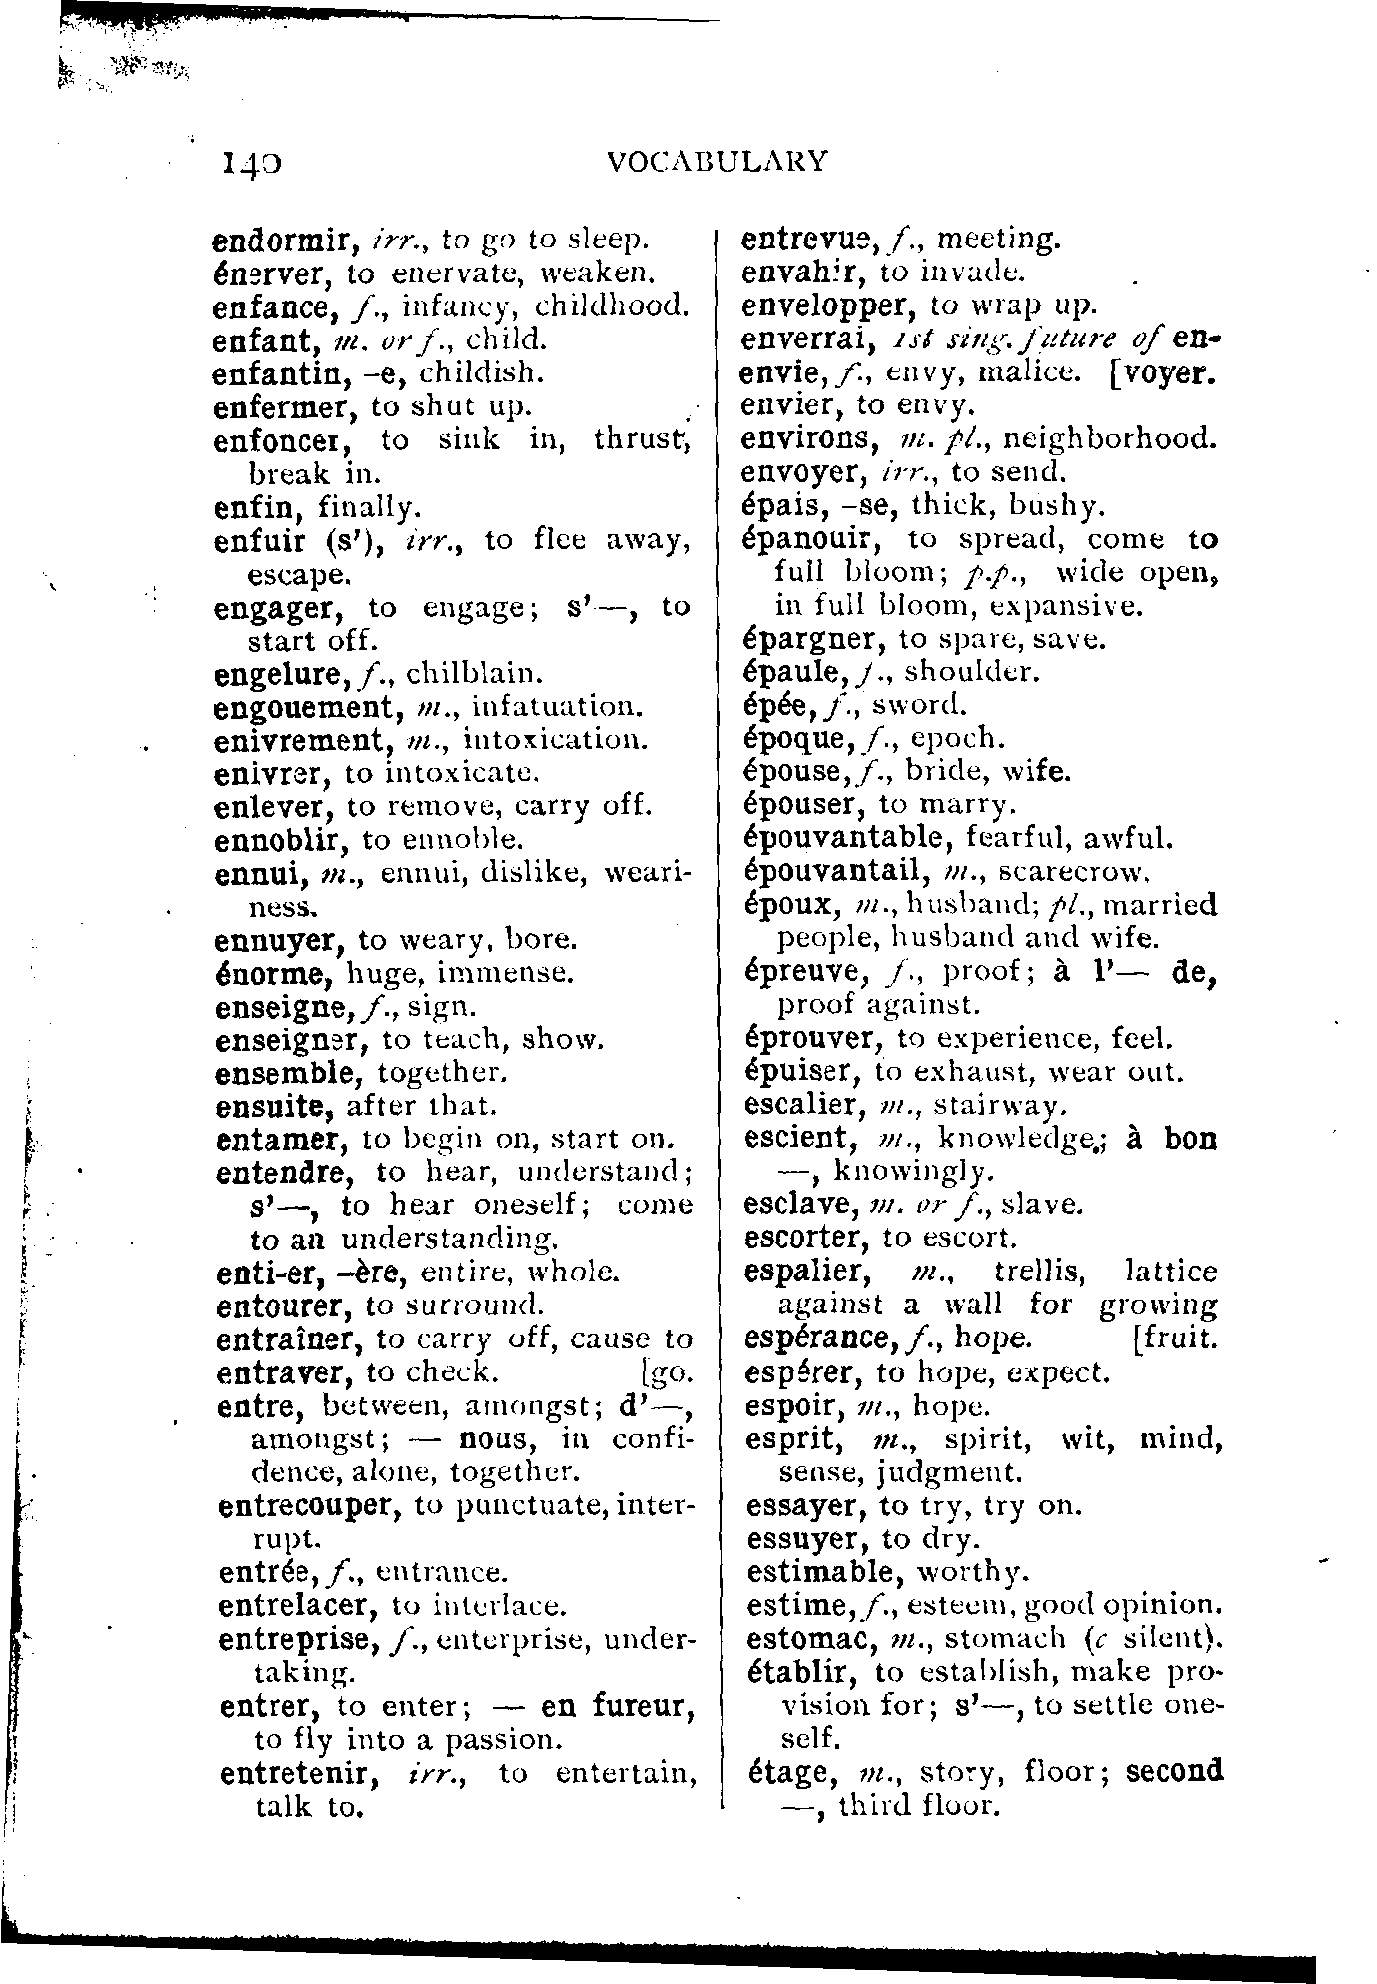 140 VOCABULARY
endormir, irr., to go to sleep.
énerver, to enervate, weaken.
enfance, f., infancy, childhood.
enfant, m. or f., child.
enfantin, –e, childish.
enfermer, to shut up.
enfoncer, to sink in, thrust,
break in.
enfin, finally.
enfuir (s’), irr., to flee away,
escape.
engager, to engage; s’—, to
start off.
engelure, f., chilblain.
engouement, m., infatuation.
enivrement, m., intoxication.
enivrer, to intoxicate.
enlever, to remove, carry off.
ennoblir, to ennoble.
ennui, m., ennui, dislike, weari-
ness.
ennuyer, to weary, bore.
énorme, huge, immense.
enseigne, f., sign.
enseigner, to teach, show.
ensemble, together.
ensuite, after that.
entamer, to begin on, start on.
entendre, to hear, understand;
s’—, to hear oneself; come
to an understanding.
enti-er, –ère, entire, whole.
entourer, to surround.
entraîner, to carry off, cause to
entraver, to check. [go.
entre, between, amongst; d’—,
amongst; — nous, in confi-
dence, alone, together.
entrecouper, to punctuate, inter-
rupt.
entrée, f., entrance.
entrelacer, to interlace.
entreprise, f., enterprise, under-
taking.
entrer, to enter; — en fureur,
to fly into a passion.
entretenir, irr., to entertain,
talk to.
entrevue, f., meeting.
envahir, to invade.
envelopper, to wrap up.
enverrai, 1st sing. future of en-
envie, f., envy, malice. [voyer.
envier, to envy.
environs, m. pl., neighborhood.
envoyer, irr., to send.
épais, –se, thick, bushy.
épanouir, to spread, come to
full bloom; p.p., wide open,
in full bloom, expansive.
épargner, to spare, save.
épaule, f., shoulder.
épée, f., sword.
époque, f., epoch.
épouse, f., bride, wife.
épouser, to marry.
épouvantable, fearful, awful.
épouvantail, m., scarecrow.
époux, m., husband; pl., married
people, husband and wife.
épreuve, f., proof; à l’— de,
proof against.
éprouver, to experience, feel.
épuiser, to exhaust, wear out.
escalier, m., stairway.
escient, m., knowledge; à bon
—, knowingly.
esclave, m. or f., slave.
escorter, to escort.
espalier, m., trellis, lattice
against a wall for growing
espérance, f., hope. [fruit.
espérer, to hope, expect.
espoir, m., hope.
esprit, m., spirit, wit, mind,
sense, judgment.
essayer, to try, try on.
essuyer, to dry.
estimable, worthy.
estime, f., esteem, good opinion.
estomac, m., stomach (c silent).
établir, to establish, make pro-
vision for; s’—, to settle one-
self.
étage, m., story, floor; second
—, third floor.